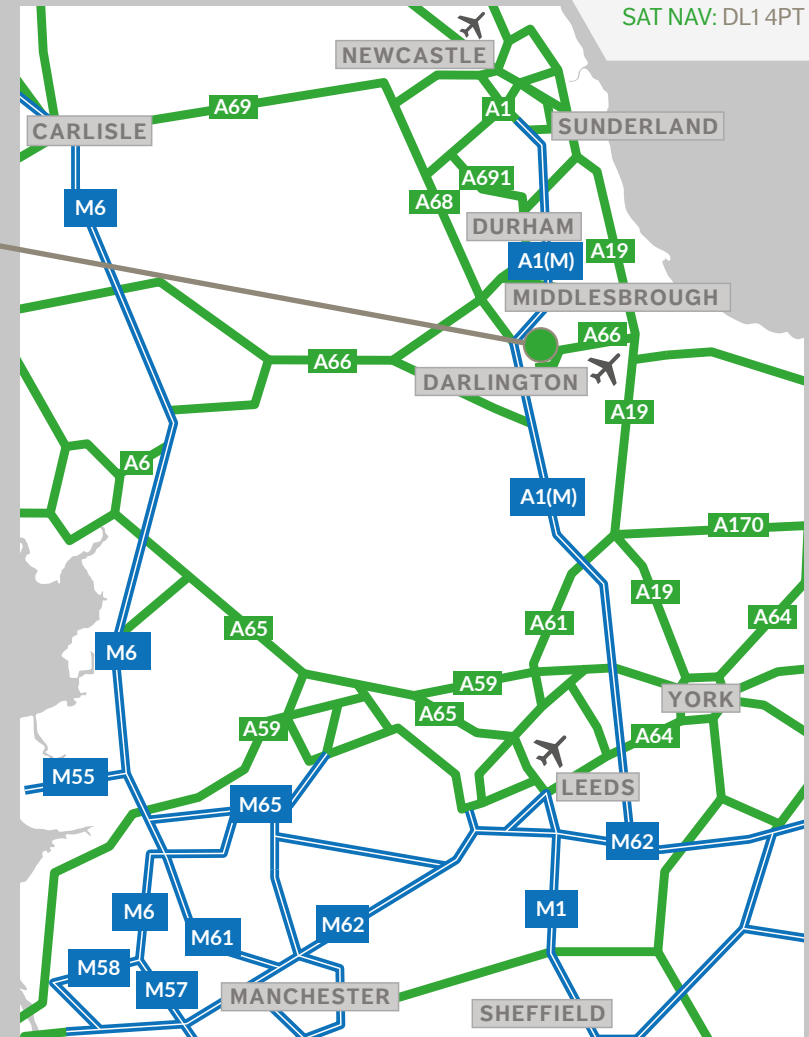 SAT NAV: DL1 4PT
NEWCASTLE
A69
A1
CARLISLE
SUNDERLAND
A691
A68
M6
DURHAM
A19
A1(M)
MIDDLESBROUGH
A66
A66
DARLINGTON
A19
A6
A1(M)
A170
A19
A64
A61
A65
M6
A59
YORK
A65
A59
A64
M55
LEEDS
M65
M62
M6
M1
M62
M61
M58
M57
MANCHESTER
SHEFFIELD